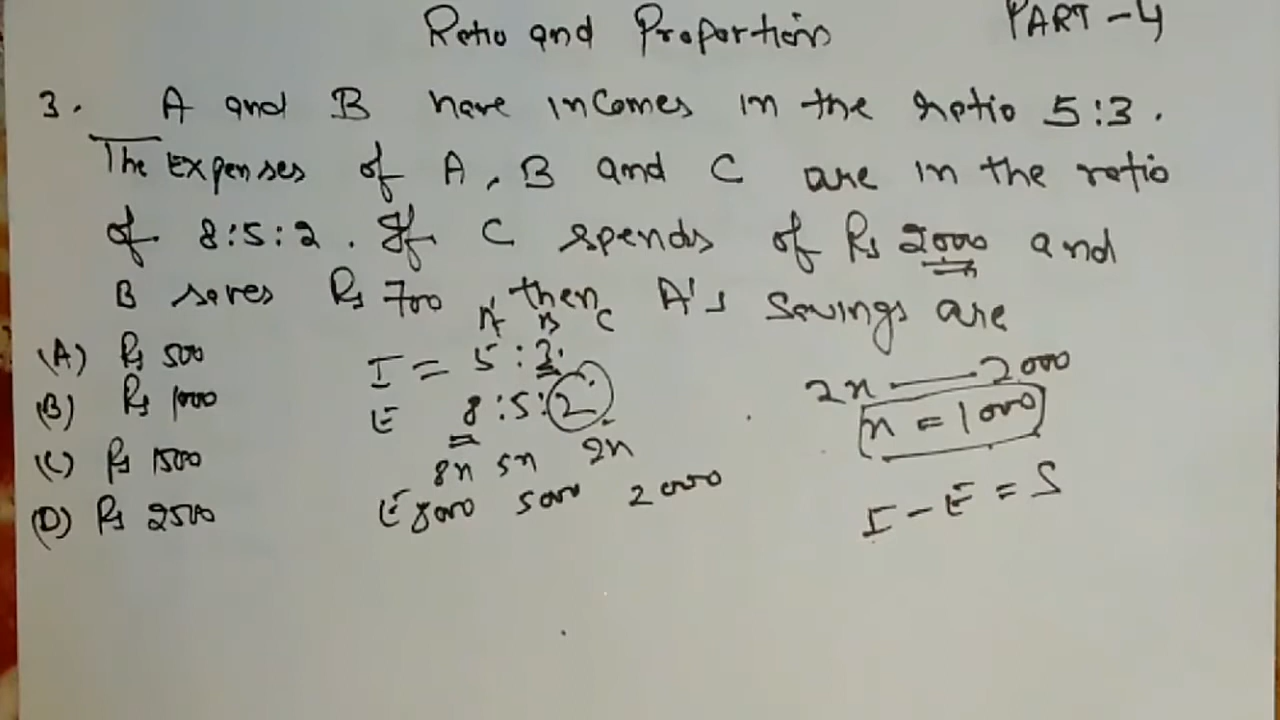 Ratio and Proportion PART-4
3. A and B have incomes in the ratio 5:3.
The Expenses of A, B and C are in the ratio
of 8:5:2. If C spends of Rs 2000 and
B saves Rs 700, then A's Savings are
A B C
(A) Rs 500
I = 5:3
2x — 2000
(B) Rs 1000
E 8:5:2
x = 1000
(C) Rs 1500
8x 5x 2x
(D) Rs 2500
E 8000 5000 2000
I - E = S